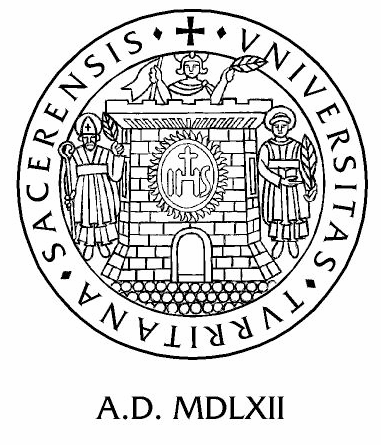 ✠ VNIVERSITAS ♦ TVRRITANA ♦ SACERENSIS ♦
IHS
A.D. MDLXII